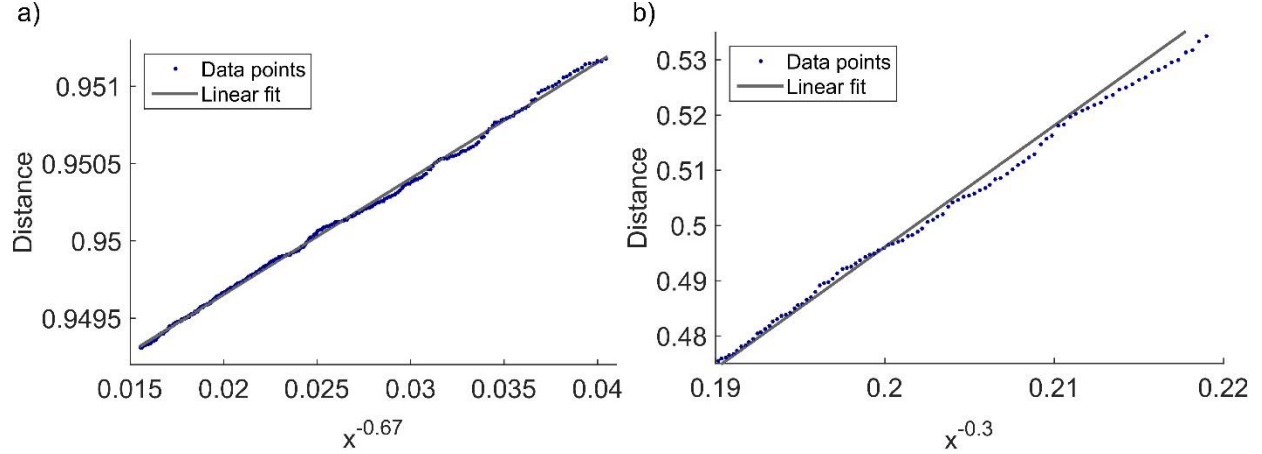 a)
Data points
Linear fit
0.951
0.9505
0.95
0.9495
Distance
0.015 0.02 0.025 0.03 0.035 0.04
x^-0.67
b)
Data points
Linear fit
0.53
0.52
0.51
0.5
0.49
0.48
Distance
0.19 0.2 0.21 0.22
x^-0.3